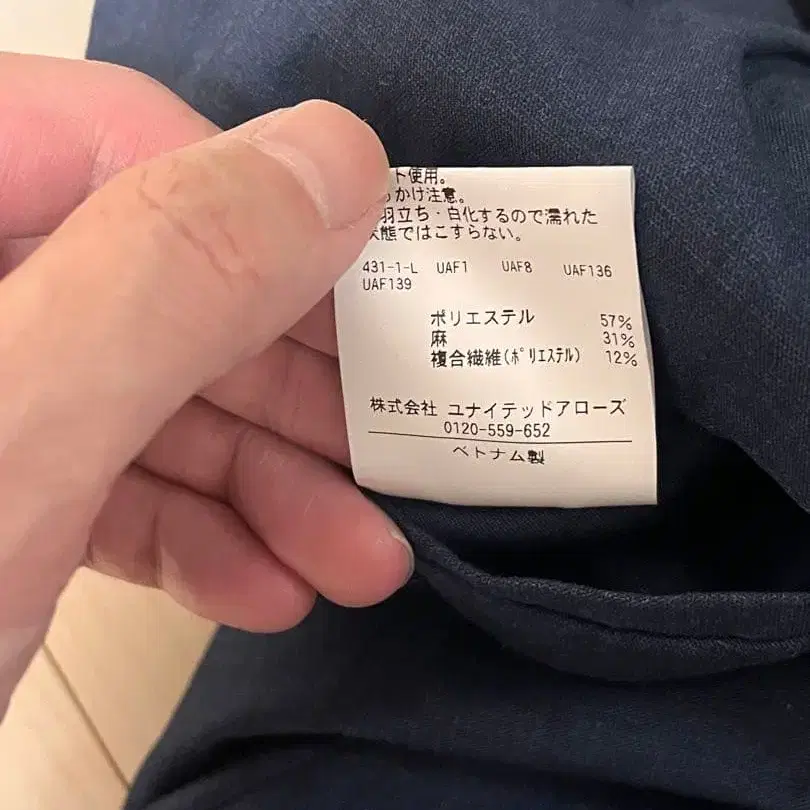 ト使用。
かけ注意。
羽立ち・白化するので濡れた
状態ではこすらない。
431-1-L UAF1 UAF8 UAF136
UAF139
ポリエステル 57%
麻 31%
複合繊維(ﾎﾟﾘｴｽﾃﾙ) 12%
株式会社 ユナイテッドアローズ
0120-559-652
ベトナム製